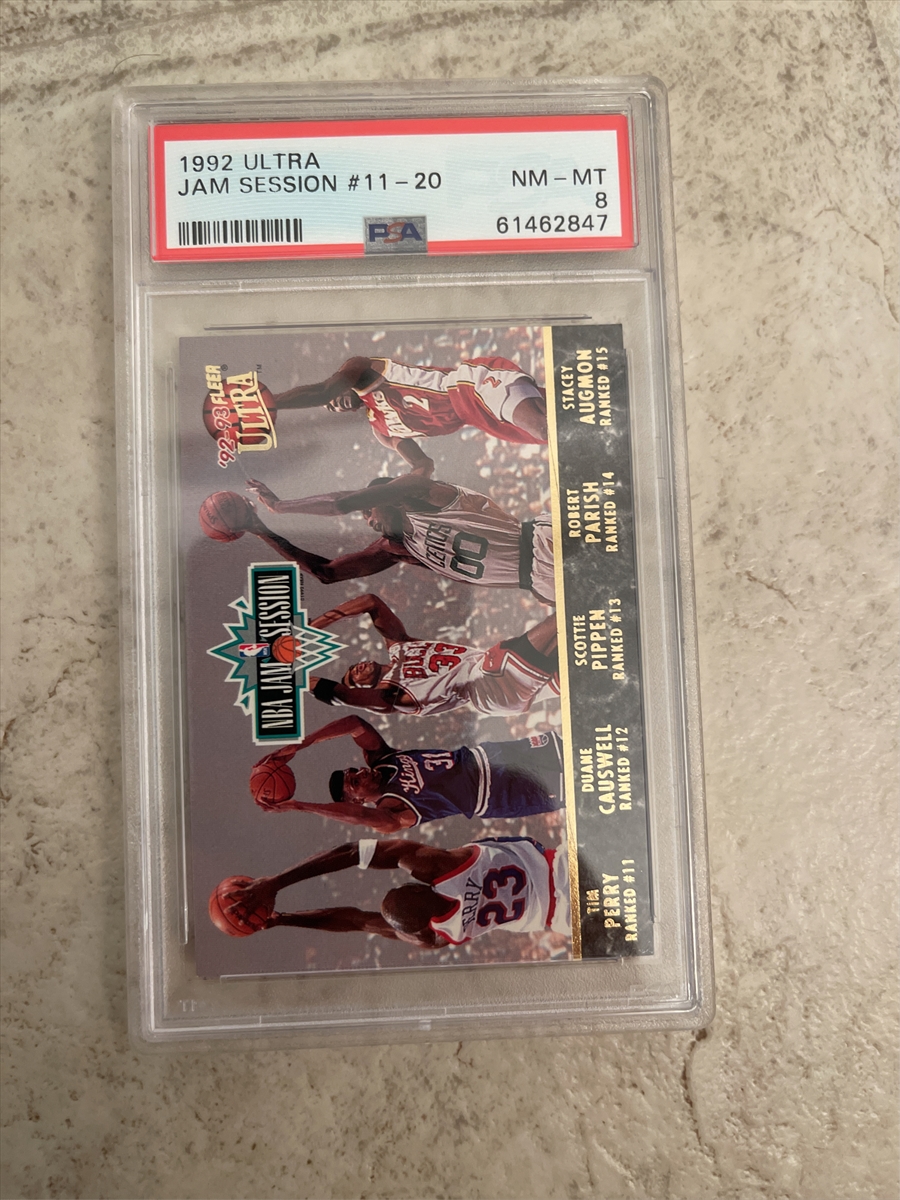 1992 ULTRA
JAM SESSION #11-20
NM-MT
8
61462847
PSA
'92-93 FLEER®
ULTRA™
NBA JAM SESSION
TIM
PERRY
RANKED #11
DUANE
CAUSWELL
RANKED #12
SCOTTIE
PIPPEN
RANKED #13
ROBERT
PARISH
RANKED #14
STACEY
AUGMON
RANKED #15
PERRY
23
Kings
31
BULLS
33
CELTICS
00
HAWKS
2